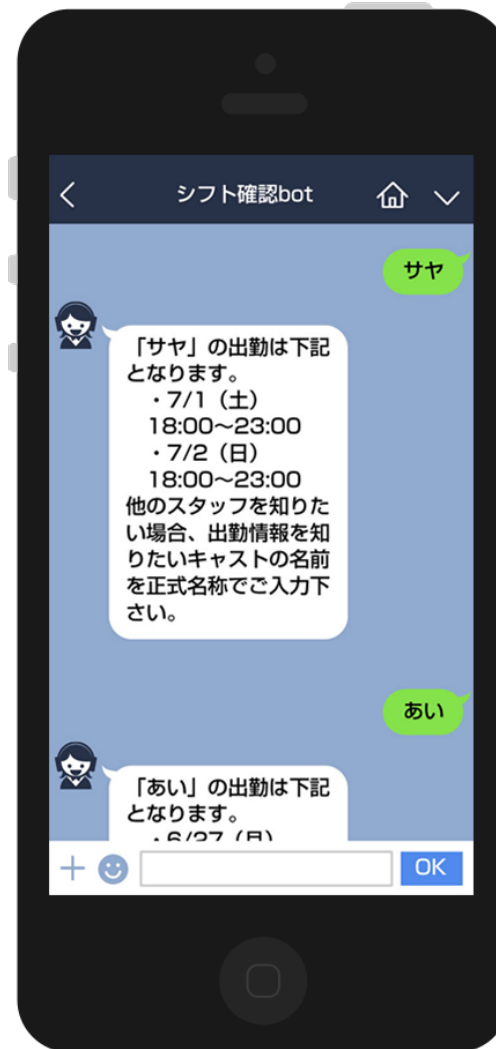 シフト確認bot
サヤ
「サヤ」の出勤は下記
となります。
・7/1（土）
18:00〜23:00
・7/2（日）
18:00〜23:00
他のスタッフを知りた
い場合、出勤情報を知
りたいキャストの名前
を正式名称でご入力下
さい。
あい
「あい」の出勤は下記
となります。
・6/27（月）
OK